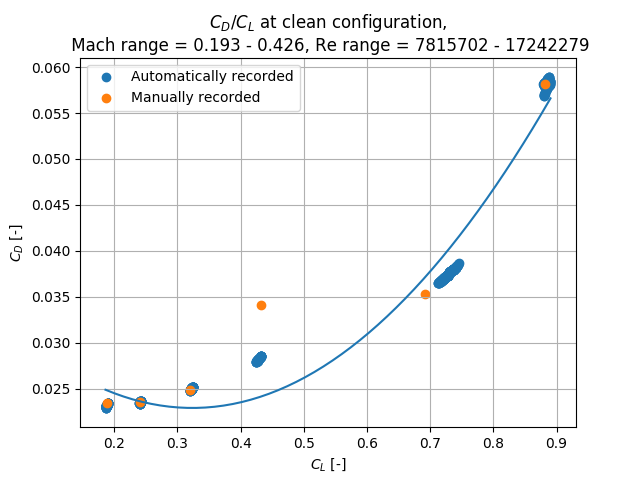 C_D/C_L at clean configuration,
Mach range = 0.193 - 0.426, Re range = 7815702 - 17242279
Automatically recorded
Manually recorded
0.060
0.055
0.050
0.045
0.040
0.035
0.030
0.025
C_D [-]
0.2 0.3 0.4 0.5 0.6 0.7 0.8 0.9
C_L [-]